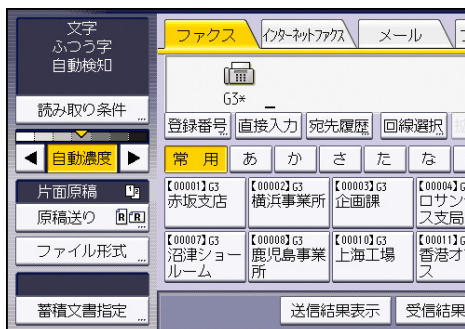 文字
ふつう字
自動検知
読み取り条件
自動濃度
片面原稿
原稿送り
ファイル形式
蓄積文書指定
ファクス
インターネットファクス
メール
G3*
_
登録番号
直接入力
宛先履歴
回線選択
常用
あ
か
さ
た
な
【00001】G3
赤坂支店
【00002】G3
横浜事業所
【00003】G3
企画課
【00004】G
ロサン
ス支局
【00007】G3
沼津ショー
ルーム
【00008】G3
鹿児島事業
所
【00010】G3
上海工場
【00011】G
香港オ
ス
送信結果表示
受信結果